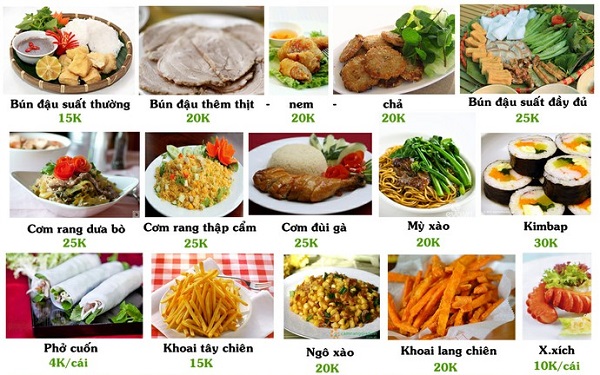 Bún đậu suất thường
15K
Bún đậu thêm thịt - nem - chả
20K 20K 20K
Bún đậu suất đầy đủ
25K
Cơm rang dưa bò
25K
Cơm rang thập cẩm
25K
Cơm đùi gà
25K
Mỳ xào
20K
Kimbap
30K
Phở cuốn
4K/cái
Khoai tây chiên
15K
Ngô xào
20K
Khoai lang chiên
20K
X.xích
10K/cái